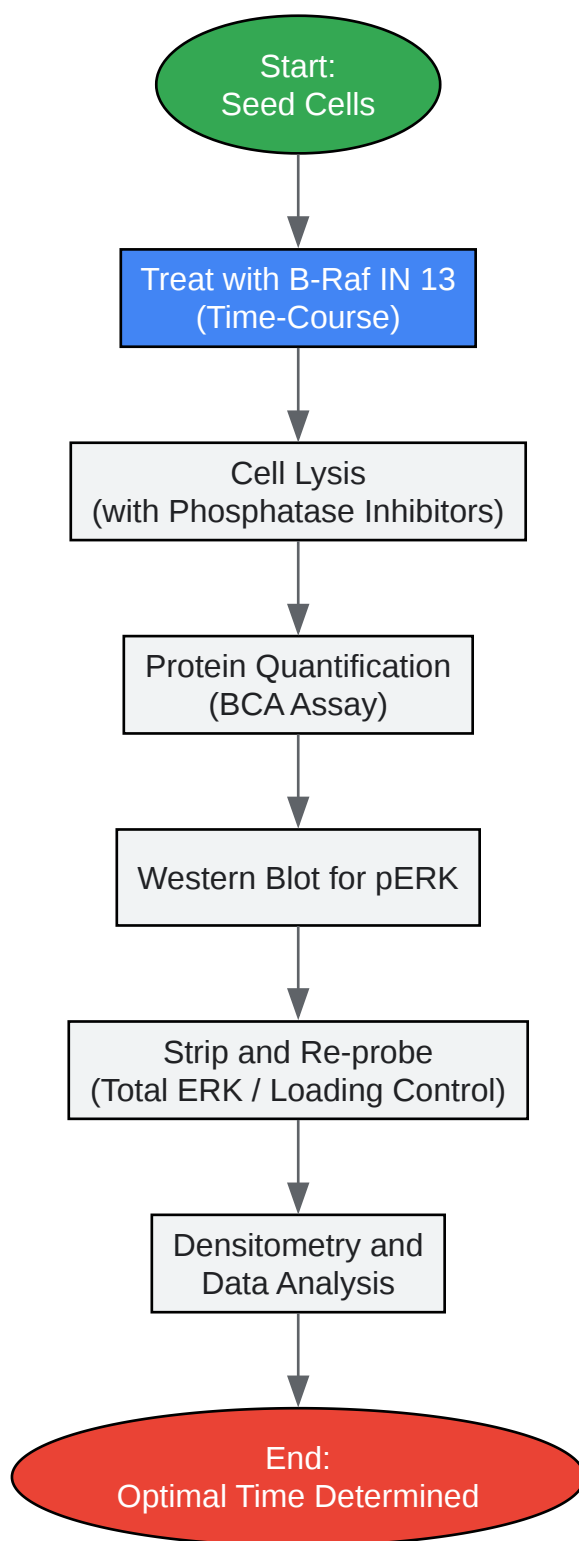 Start:
Seed Cells
Treat with B-Raf IN 13
(Time-Course)
Cell Lysis
(with Phosphatase Inhibitors)
Protein Quantification
(BCA Assay)
Western Blot for pERK
Strip and Re-probe
(Total ERK / Loading Control)
Densitometry and
Data Analysis
End:
Optimal Time Determined